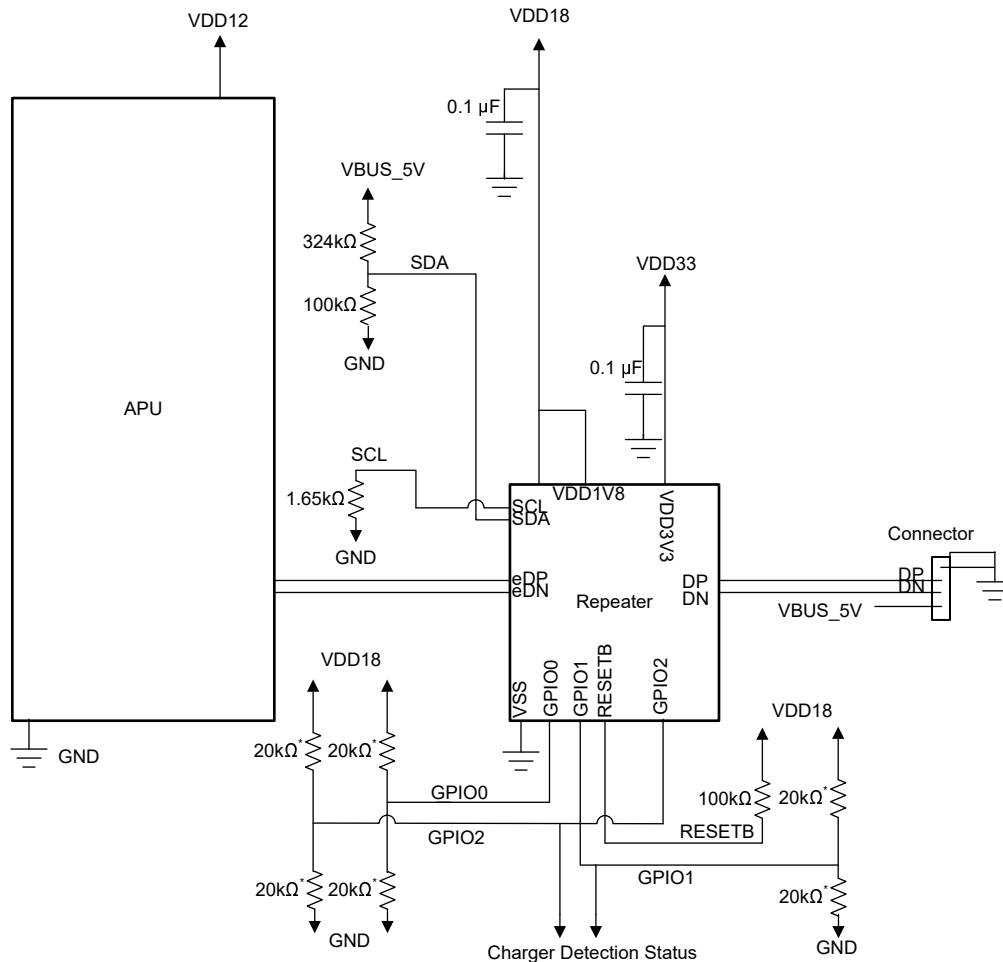 VDD12
VDD18
0.1 µF
VBUS_5V
324kΩ
SDA
100kΩ
GND
VDD33
0.1 µF
APU
SCL
1.65kΩ
GND
VDD1V8
VDD3V3
SCL
SDA
eDP
eDN
Repeater
DP
DN
VSS
GPIO0
GPIO1
RESETB
GPIO2
Connector
DP
DN
VBUS_5V
GND
VDD18
20kΩ*
20kΩ*
GPIO0
GPIO2
20kΩ*
20kΩ*
GND
VDD18
100kΩ
20kΩ*
RESETB
GPIO1
20kΩ*
GND
Charger Detection Status